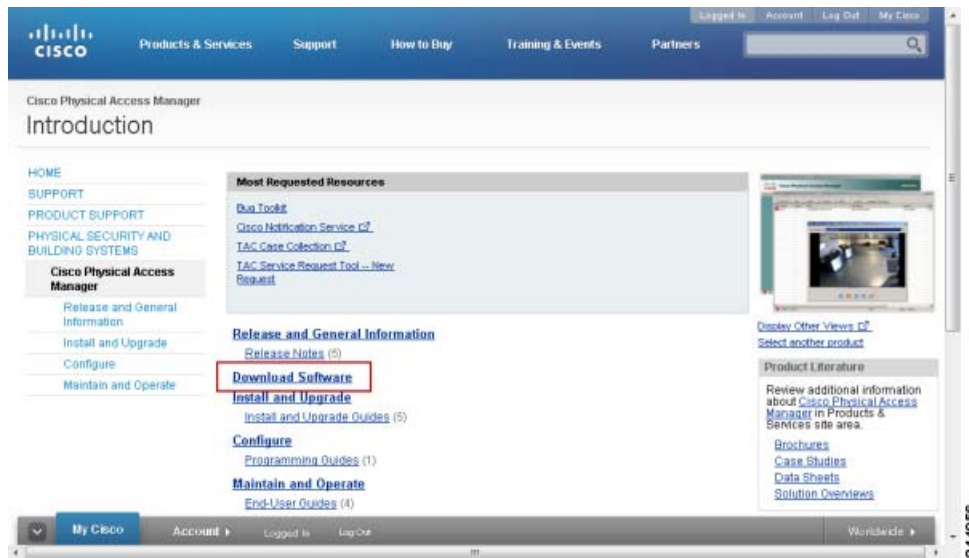 Logged In Account Log Out My Cisco
CISCO
Products & Services Support How to Buy Training & Events Partners
Cisco Physical Access Manager
Introduction
HOME
SUPPORT
PRODUCT SUPPORT
PHYSICAL SECURITY AND
BUILDING SYSTEMS
Cisco Physical Access
Manager
Release and General
Information
Install and Upgrade
Configure
Maintain and Operate
Most Requested Resources
Bug Toolkit
Cisco Notification Service
TAC Case Collection
TAC Service Request Tool -- New
Request
Release and General Information
Release Notes (5)
Download Software
Install and Upgrade
Install and Upgrade Guides (5)
Configure
Programming Guides (1)
Maintain and Operate
End-User Guides (4)
Display Other Views
Select another product
Product Literature
Review additional information
about Cisco Physical Access
Manager in Products &
Services site area.
Brochures
Case Studies
Data Sheets
Solution Overviews
My Cisco Account Logged In Log Out Worldwide